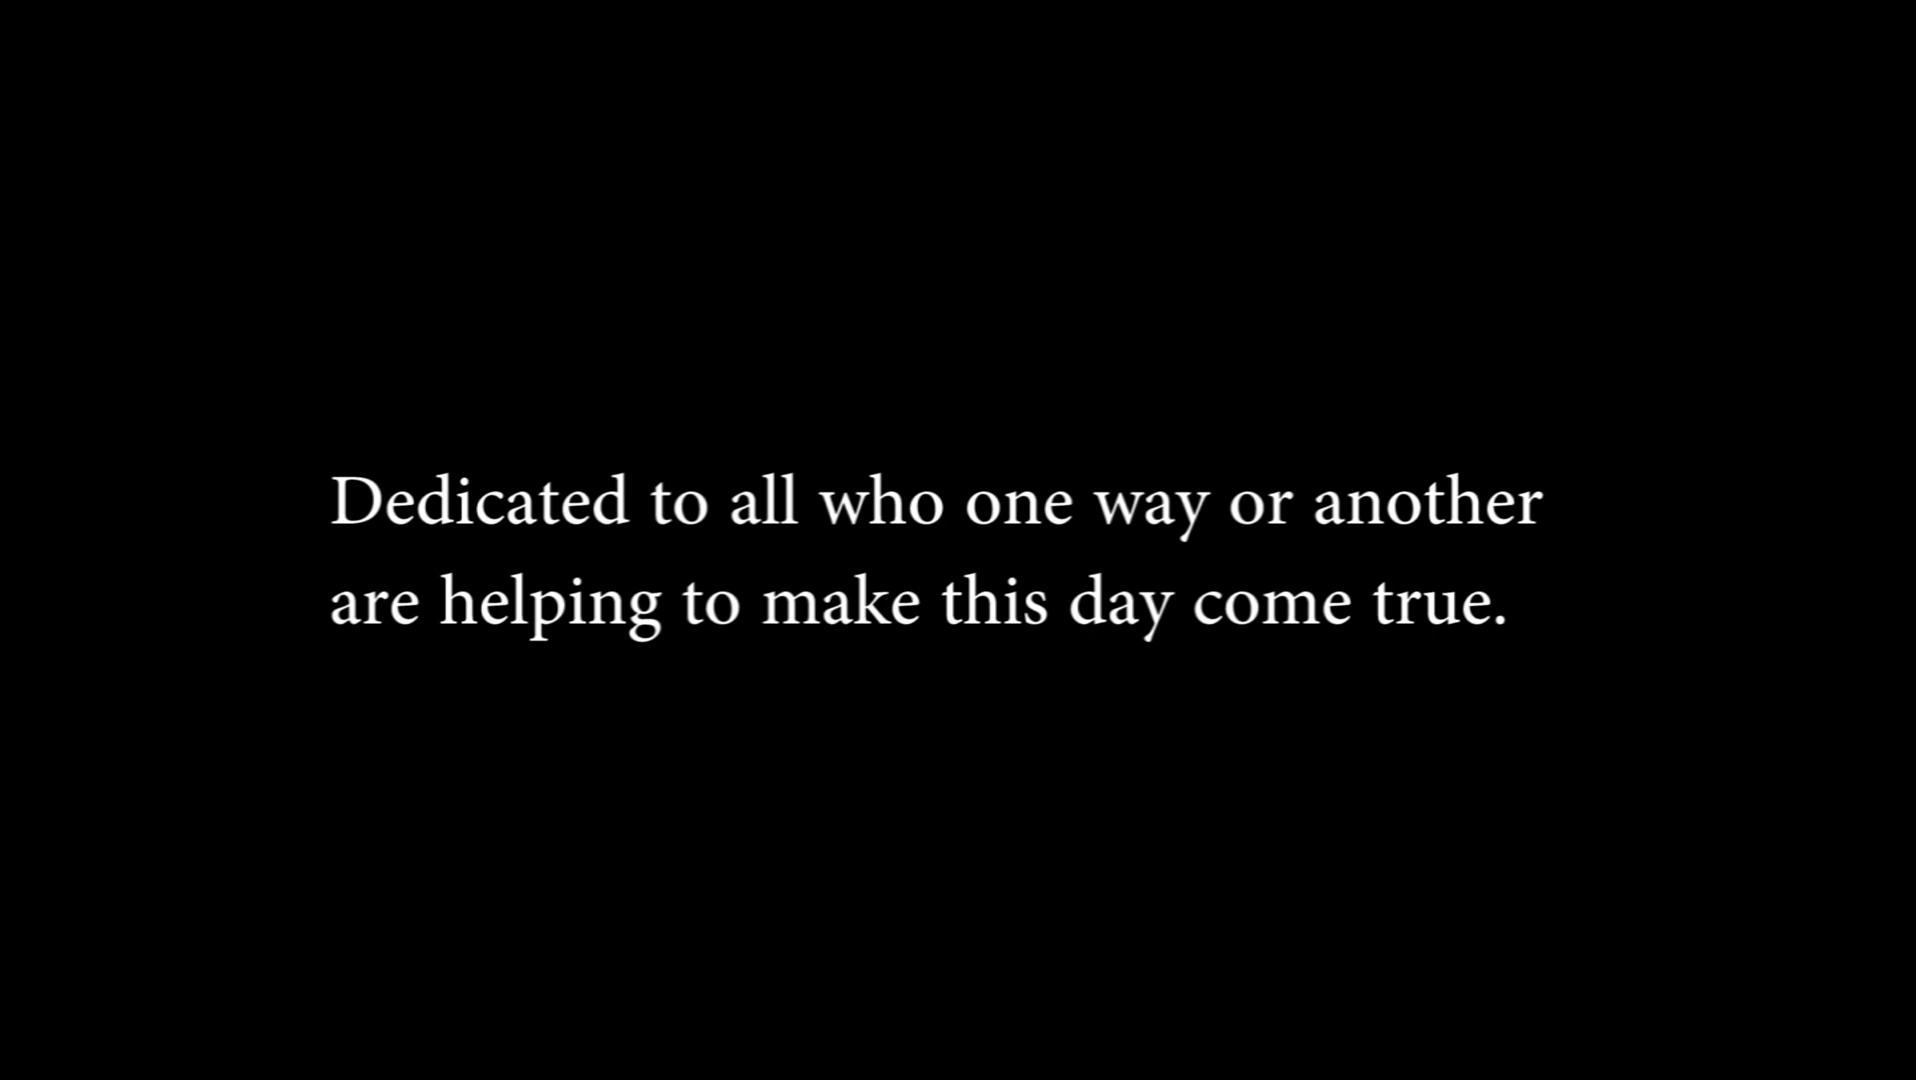 Dedicated to all who one way or another
are helping to make this day come true.